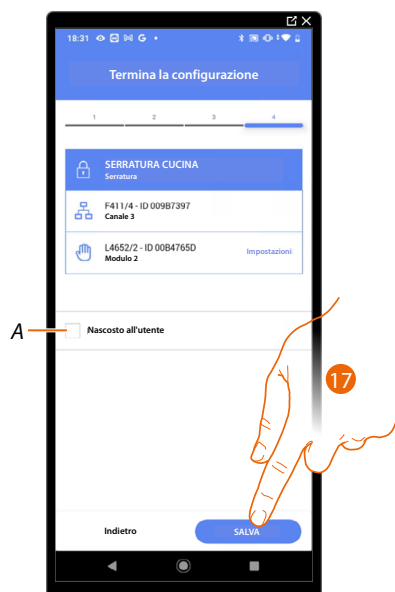 18:31 G
Termina la configurazione
1 2 3 4
SERRATURA CUCINA
Serratura
F411/4 - ID 009B7397
Canale 3
L4652/2 - ID 00B4765D
Modulo 2
Impostazioni
A
Nascosto all'utente
17
Indietro
SALVA